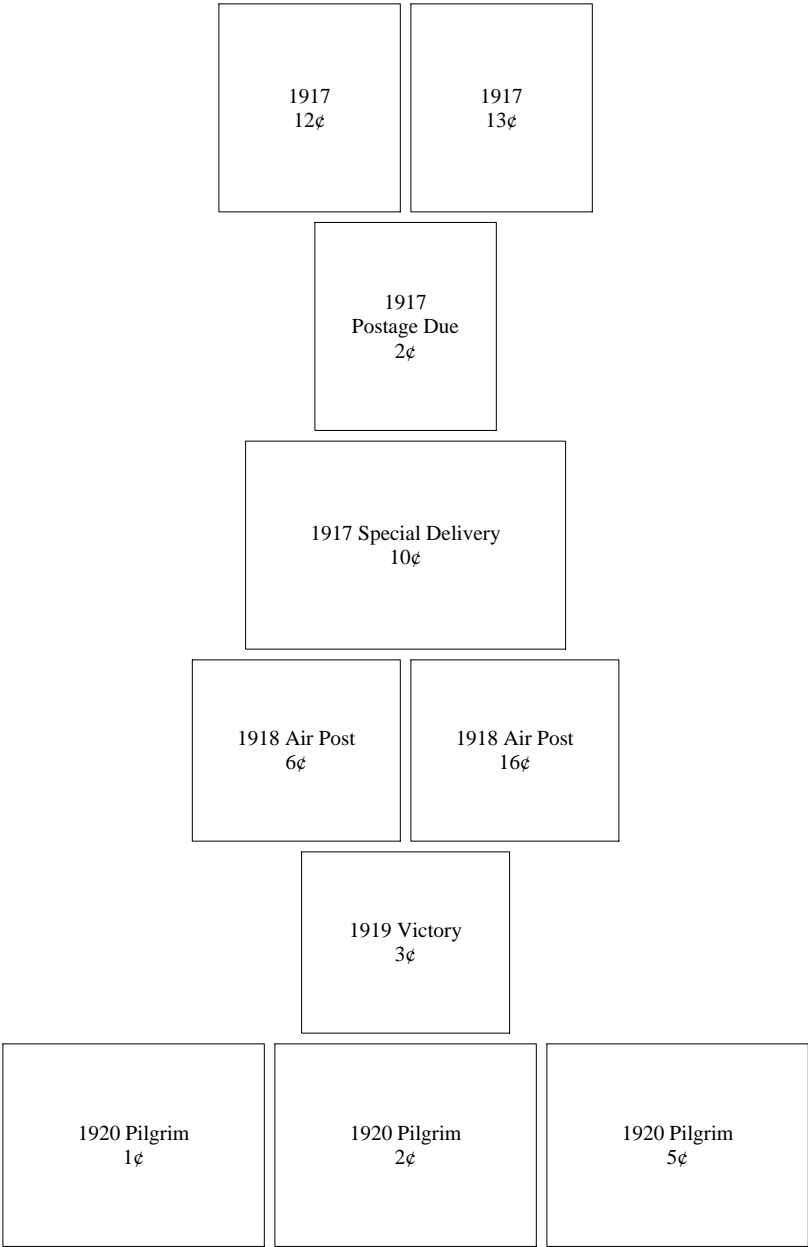 1917
12¢
1917
13¢
1917
Postage Due
2¢
1917 Special Delivery
10¢
1918 Air Post
6¢
1918 Air Post
16¢
1919 Victory
3¢
1920 Pilgrim
1¢
1920 Pilgrim
2¢
1920 Pilgrim
5¢